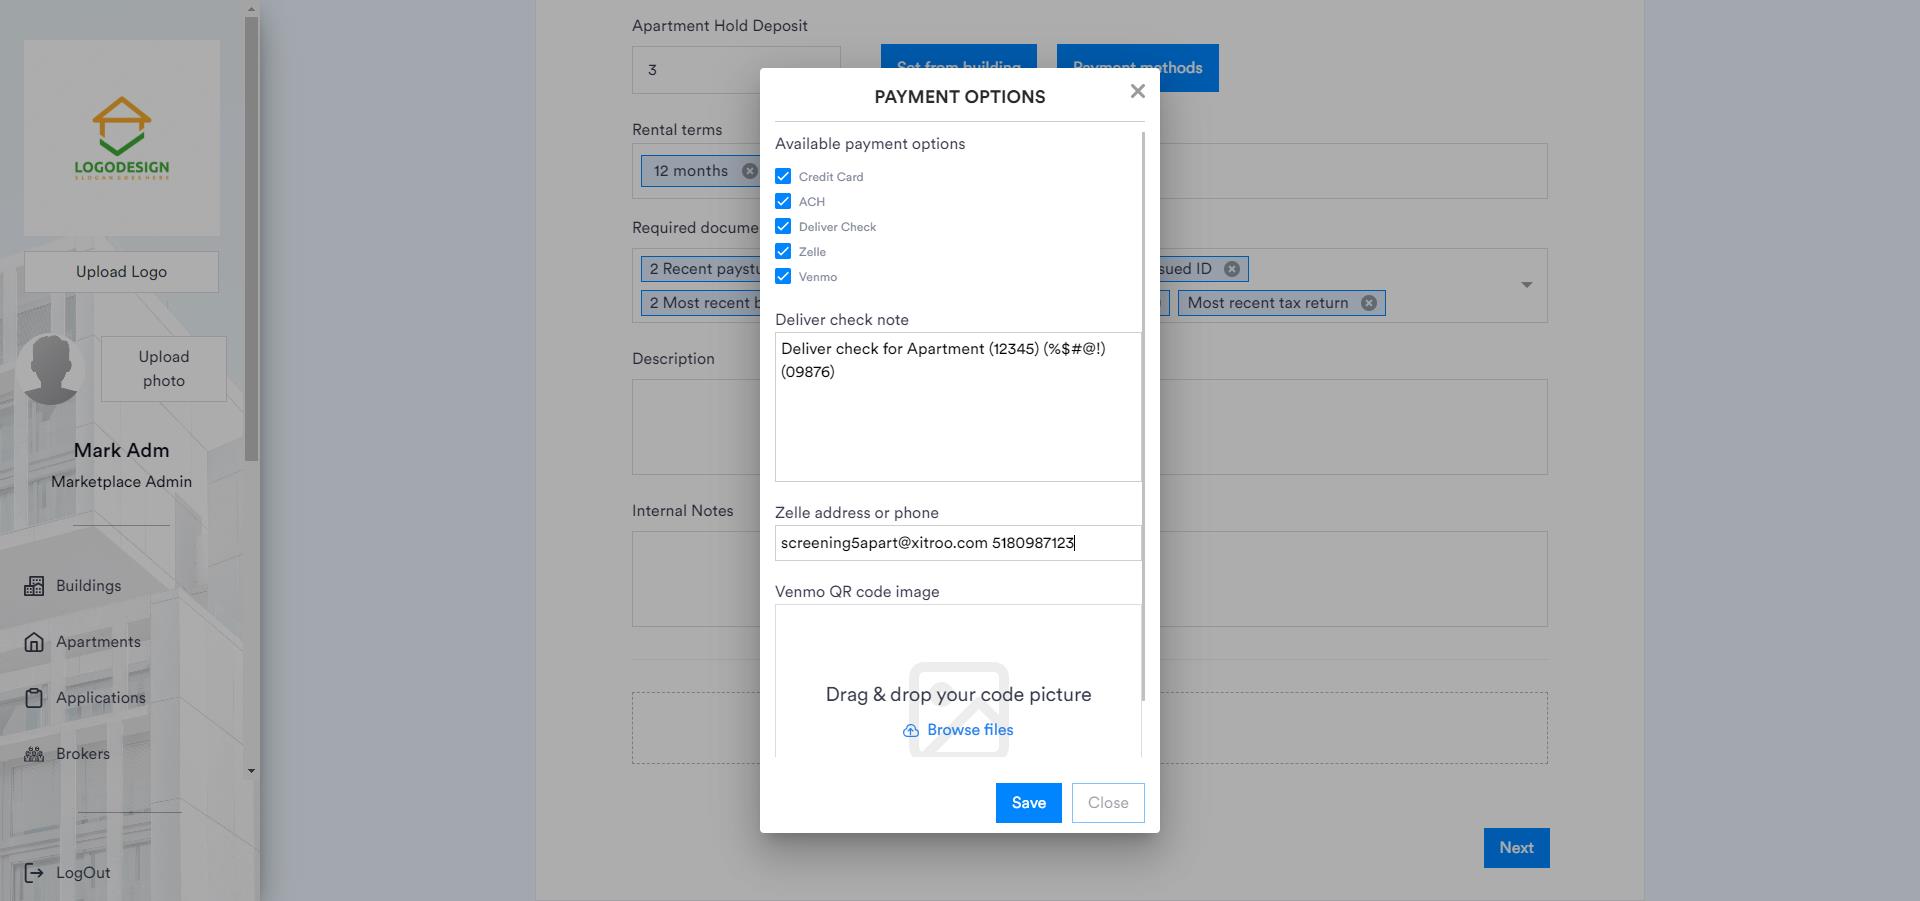 LOGODESIGN
SLOGAN GOES HERE
Upload Logo
Upload
photo
Mark Adm
Marketplace Admin
Buildings
Apartments
Applications
Brokers
LogOut
Apartment Hold Deposit
3
Set from building
Payment methods
Rental terms
12 months
Required docume
2 Recent paystu
sued ID
2 Most recent b
Most recent tax return
Description
Internal Notes
Next
PAYMENT OPTIONS
Available payment options
Credit Card
ACH
Deliver Check
Zelle
Venmo
Deliver check note
Deliver check for Apartment (12345) (%$#@!)
(09876)
Zelle address or phone
screening5apart@xitroo.com 5180987123
Venmo QR code image
Drag & drop your code picture
Browse files
Save
Close